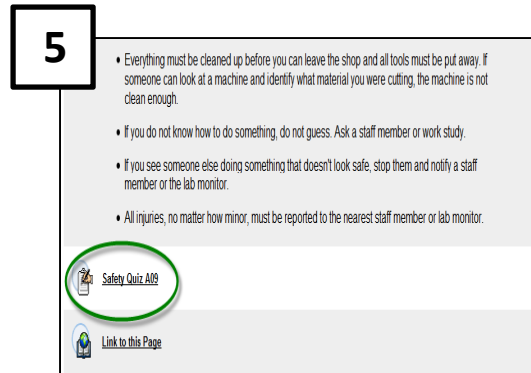 5
• Everything must be cleaned up before you can leave the shop and all tools must be put away. If
someone can look at a machine and identify what material you were cutting, the machine is not
clean enough.
• If you do not know how to do something, do not guess. Ask a staff member or work study.
• If you see someone else doing something that doesn't look safe, stop them and notify a staff
member or the lab monitor.
• All injuries, no matter how minor, must be reported to the nearest staff member or lab monitor.
Safety Quiz A09
Link to this Page